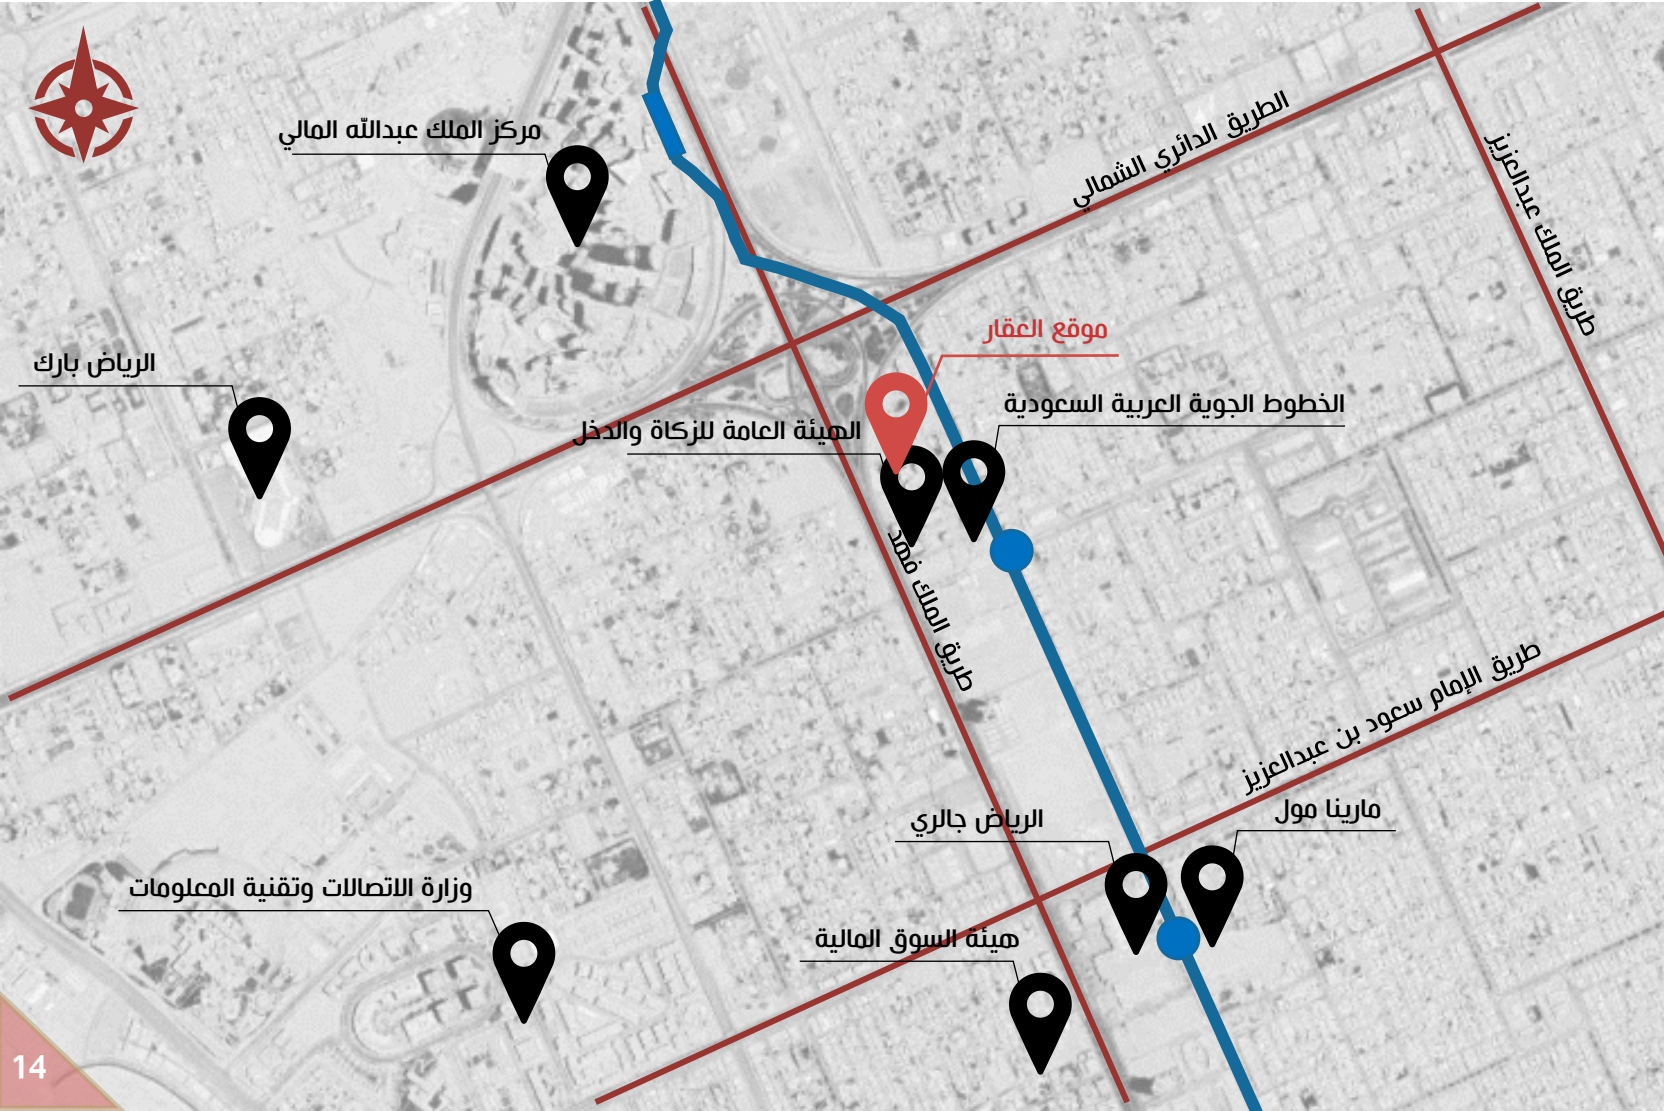 مركز الملك عبدالله المالي
الطريق الدائري الشمالي
طريق الملك عبدالعزيز
موقع العقار
الرياض بارك
الخطوط الجوية العربية السعودية
الهيئة العامة للزكاة والدخل
طريق الملك فهد
طريق الإمام سعود بن عبدالعزيز
مارينا مول
الرياض جالري
وزارة الاتصالات وتقنية المعلومات
هيئة السوق المالية
14